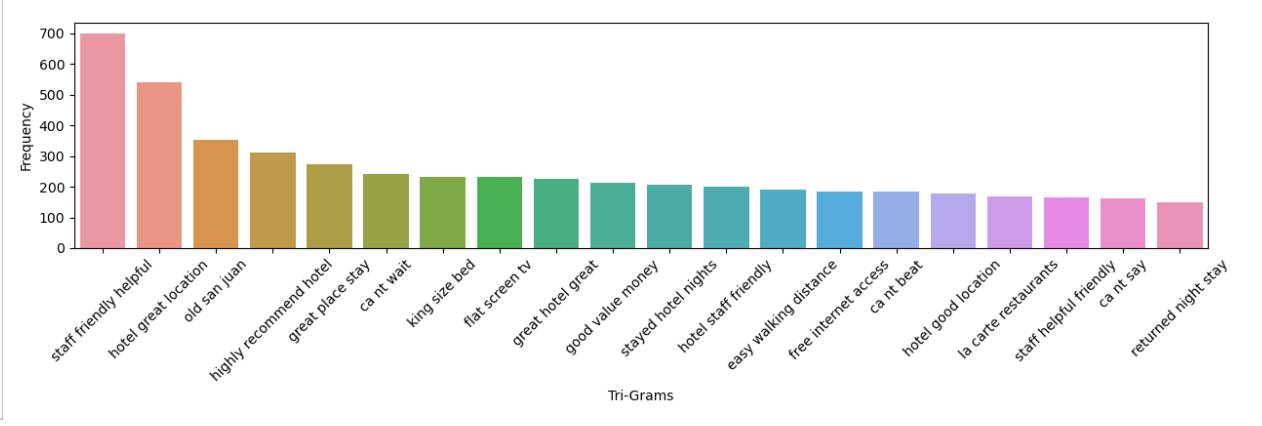 700
600
500
400
300
200
100
0
Frequency
staff friendly helpful
hotel great location
old san juan
highly recommend hotel
great place stay
ca nt wait
king size bed
flat screen tv
great hotel great
good value money
stayed hotel nights
hotel staff friendly
easy walking distance
free internet access
ca nt beat
hotel good location
la carte restaurants
staff helpful friendly
ca nt say
returned night stay
Tri-Grams